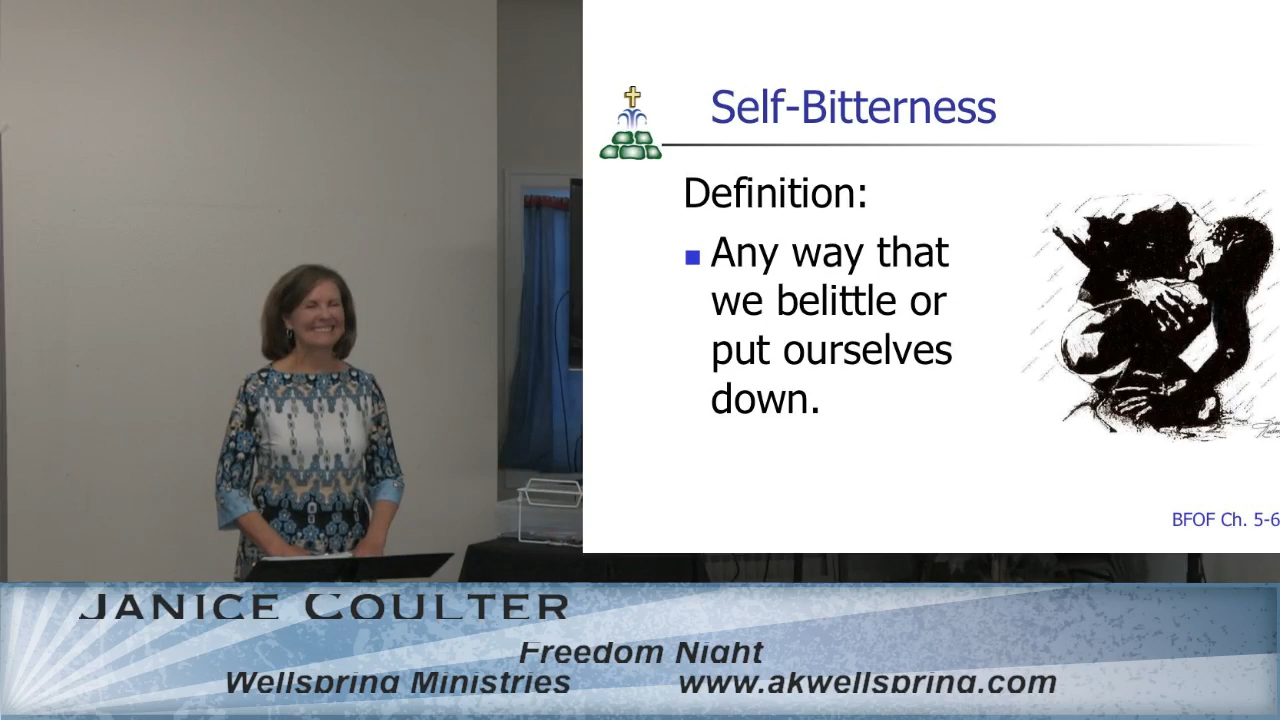 Self-Bitterness
Definition:
Any way that
we belittle or
put ourselves
down.
BFOF Ch. 5-6
JANICE COULTER
Freedom Night
Wellspring Ministries www.akwellspring.com